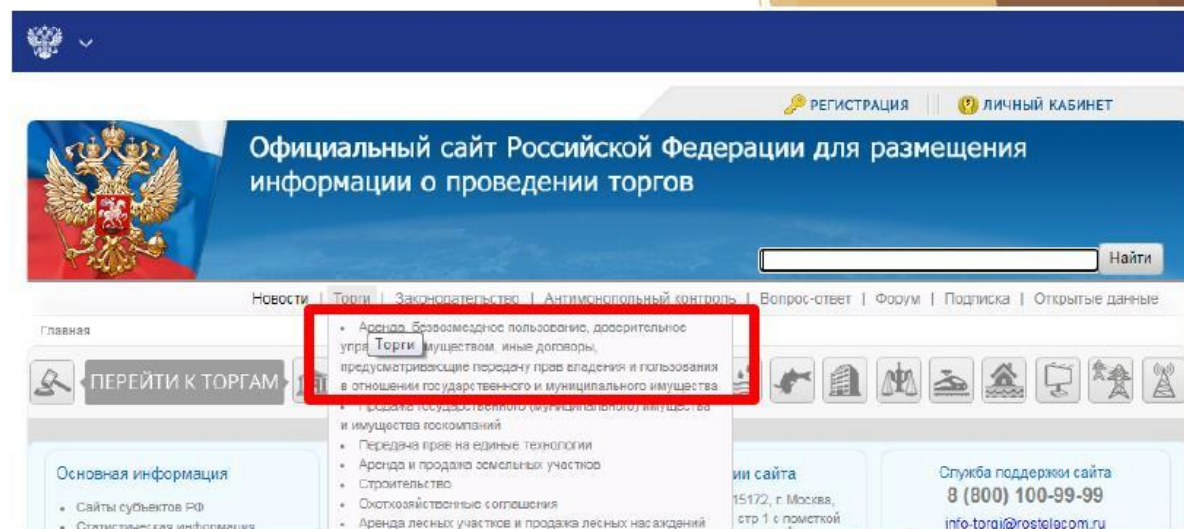 РЕГИСТРАЦИЯ
ЛИЧНЫЙ КАБИНЕТ
Официальный сайт Российской Федерации для размещения
информации о проведении торгов
Найти
Новости | Торги | Законодательство | Антимонопольный контроль | Вопрос-ответ | Форум | Подписка | Открытые данные
Главная
• Аренда, безвозмездное пользование, доверительное
упра
муществом, иные договоры,
Торги
предусматривающие передачу прав владения и пользования
в отношении государственного и муниципального имущества
ПЕРЕЙТИ К ТОРГАМ
• Продажа государственного (муниципального) имущества
и имущества госкомпаний
• Передача прав на единые технологии
• Аренда и продажа земельных участков
• Строительство
• Охотхозяйственные соглашения
• Аренда лесных участков и продажа лесных насаждений
Основная информация
• Сайты субъектов РФ
• Статистическая информация
ии сайта
15172, г. Москва,
стр 1 с пометкой
Служба поддержки сайта
8 (800) 100-99-99
info-torgi@rostelecom.ru